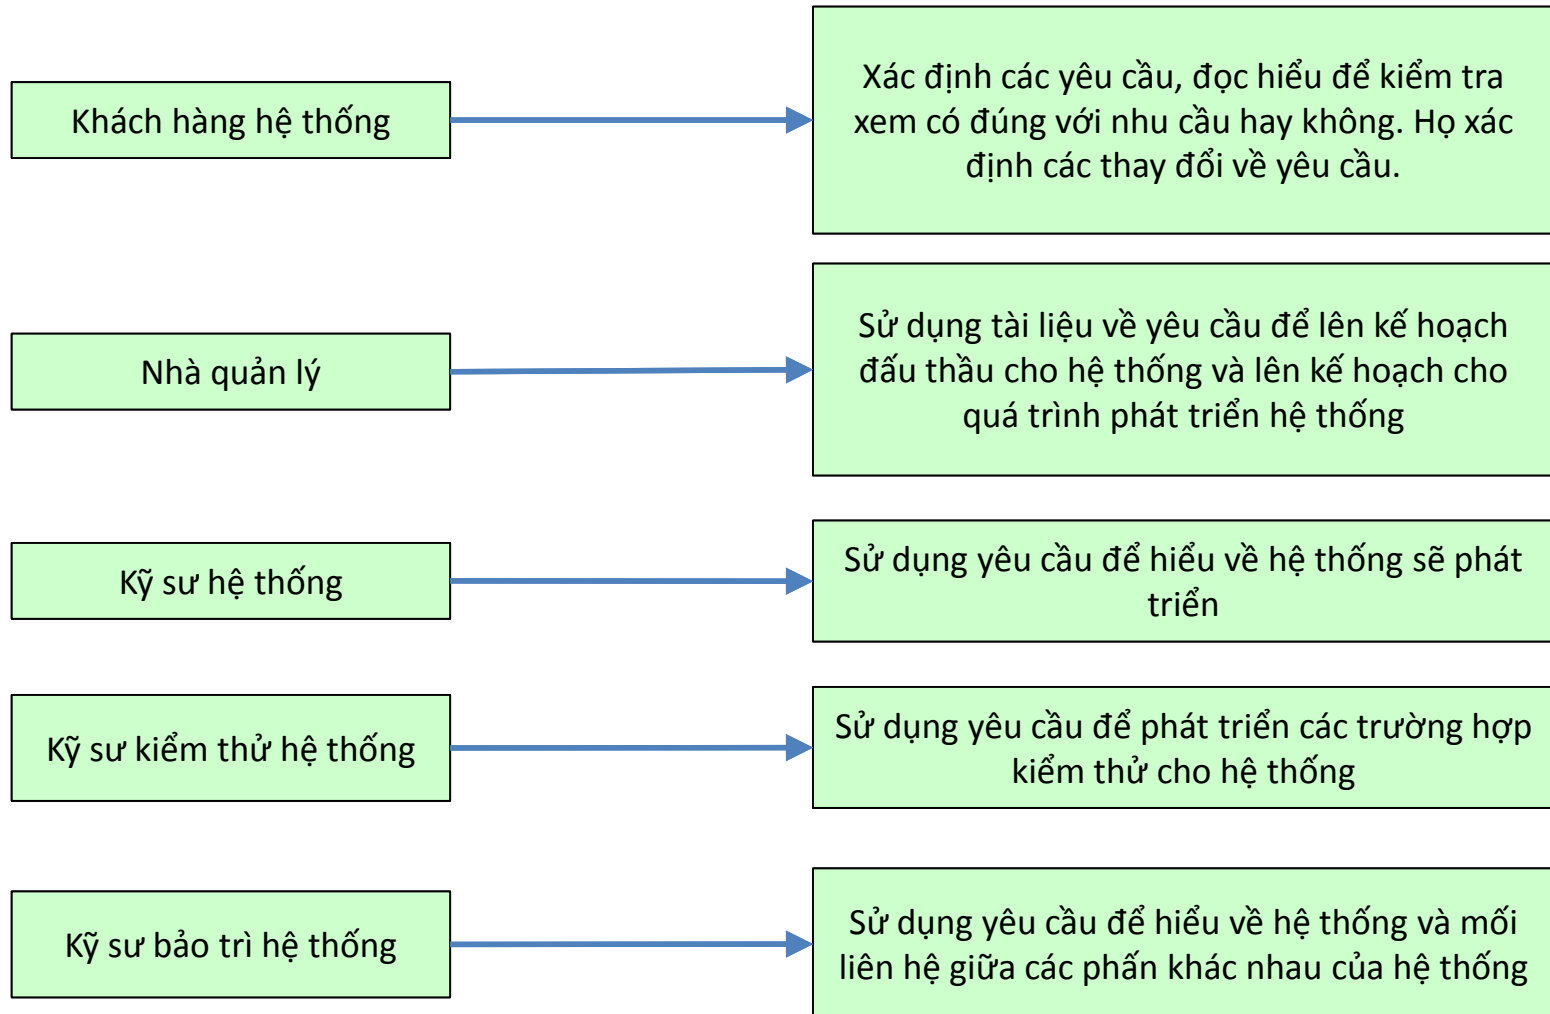 Khách hàng hệ thống
Xác định các yêu cầu, đọc hiểu để kiểm tra
xem có đúng với nhu cầu hay không. Họ xác
định các thay đổi về yêu cầu.
Nhà quản lý
Sử dụng tài liệu về yêu cầu để lên kế hoạch
đấu thầu cho hệ thống và lên kế hoạch cho
quá trình phát triển hệ thống
Kỹ sư hệ thống
Sử dụng yêu cầu để hiểu về hệ thống sẽ phát
triển
Kỹ sư kiểm thử hệ thống
Sử dụng yêu cầu để phát triển các trường hợp
kiểm thử cho hệ thống
Kỹ sư bảo trì hệ thống
Sử dụng yêu cầu để hiểu về hệ thống và mối
liên hệ giữa các phấn khác nhau của hệ thống